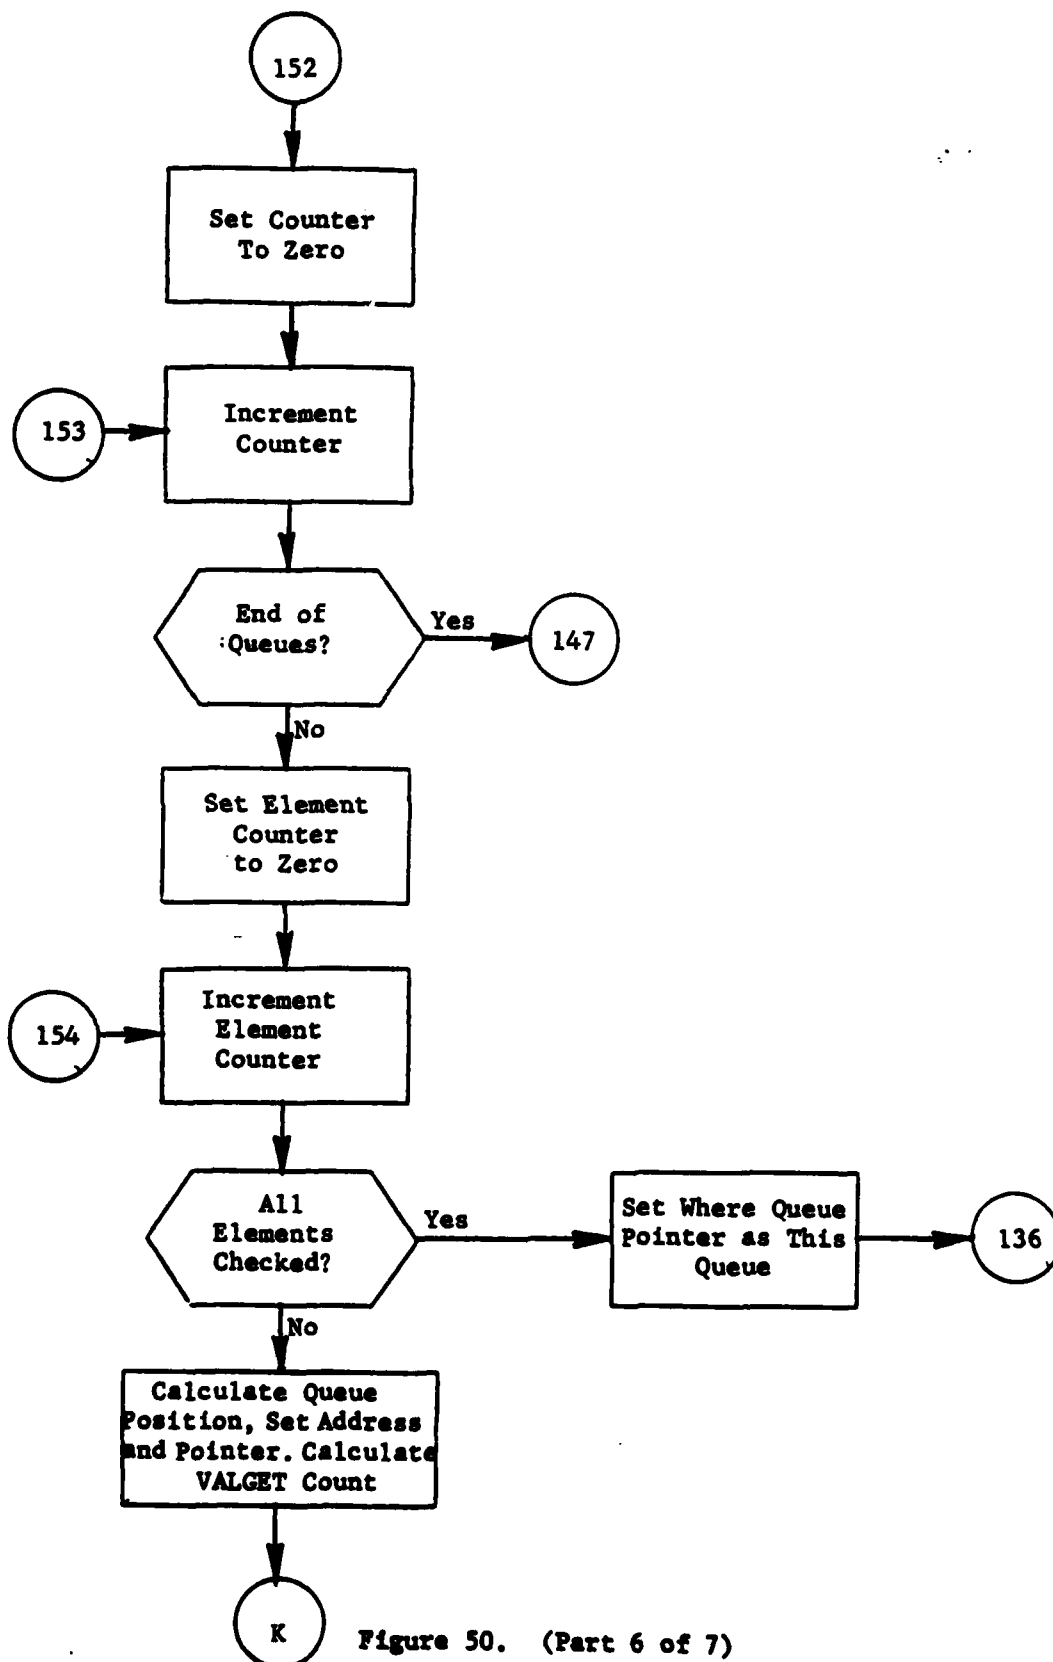 152
Set Counter
To Zero
153
Increment
Counter
End of
Queues?
Yes
147
No
Set Element
Counter
to Zero
154
Increment
Element
Counter
All
Elements
Checked?
Yes
Set Where Queue
Pointer as This
Queue
136
No
Calculate Queue
Position, Set Address
and Pointer. Calculate
VALGET Count
K
Figure 50. (Part 6 of 7)